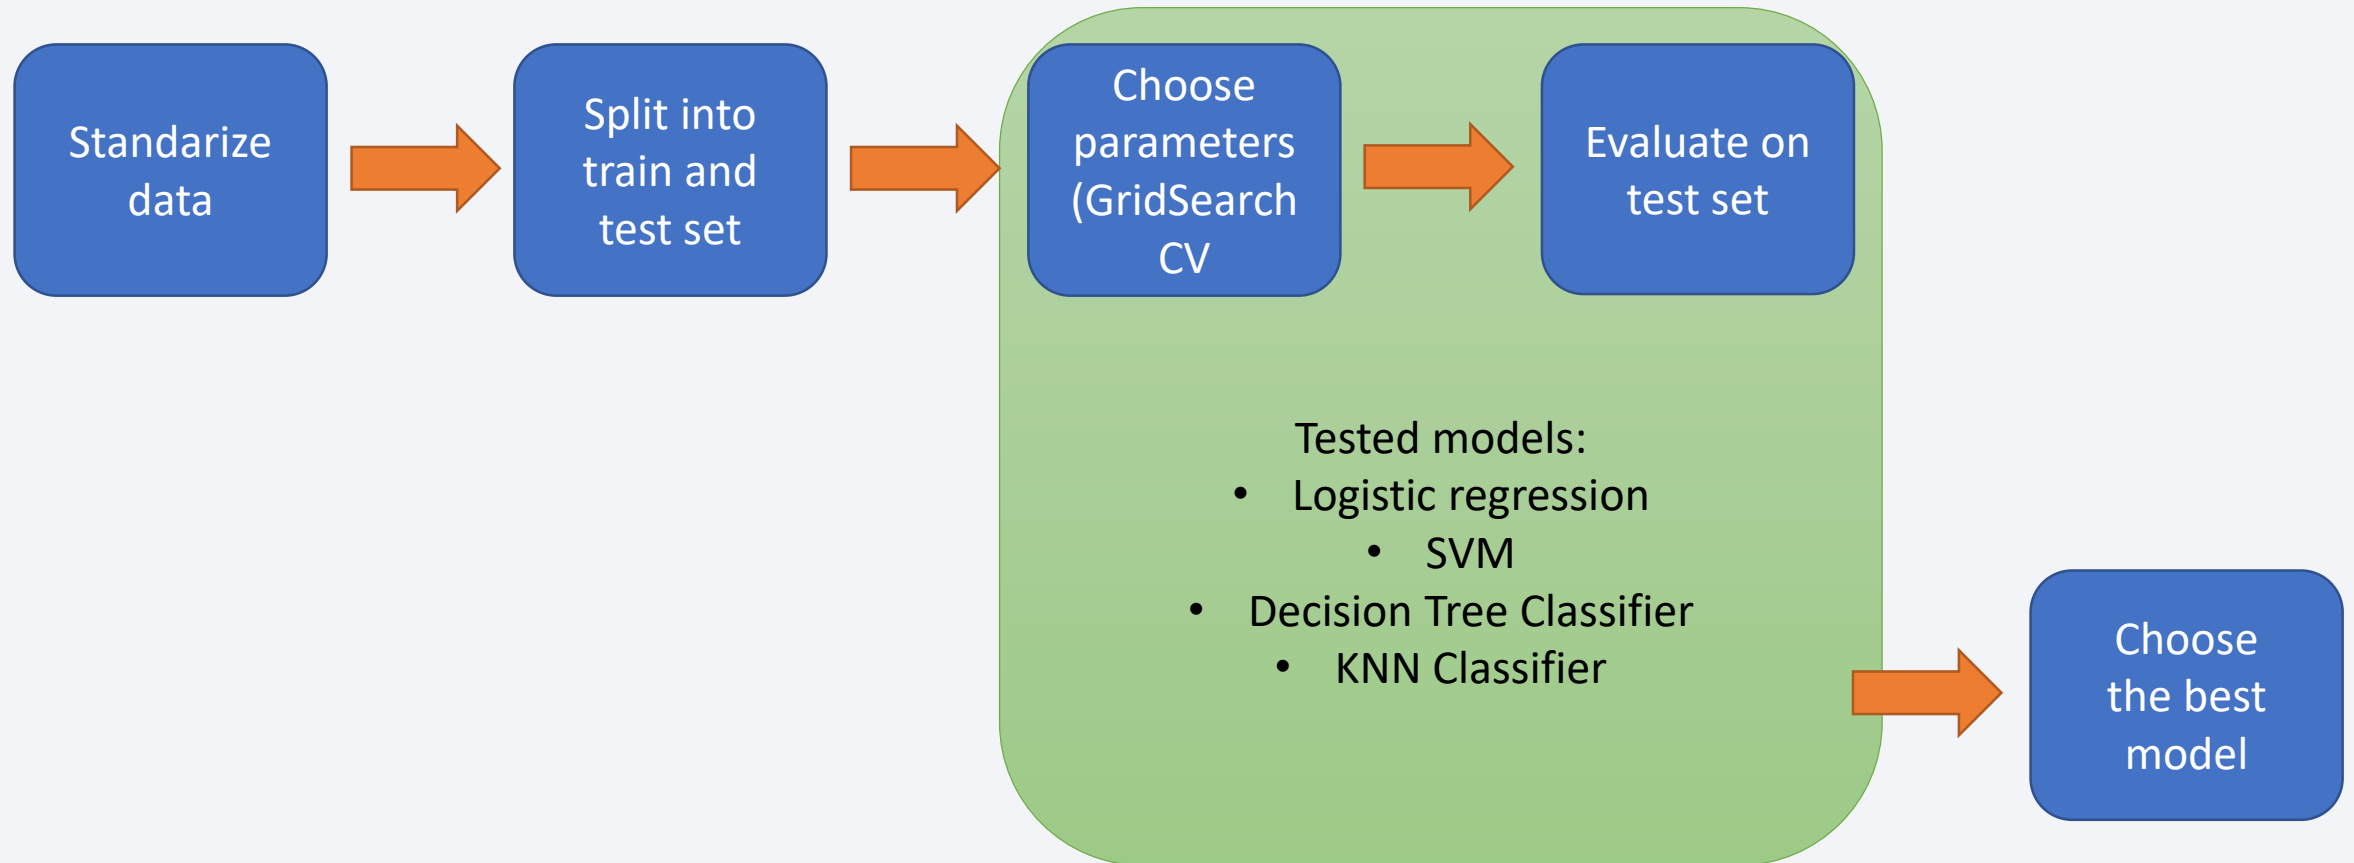 Standarize
data
Split into
train and
test set
Choose
parameters
(GridSearch
CV
Evaluate on
test set
Tested models:
• Logistic regression
• SVM
• Decision Tree Classifier
• KNN Classifier
Choose
the best
model